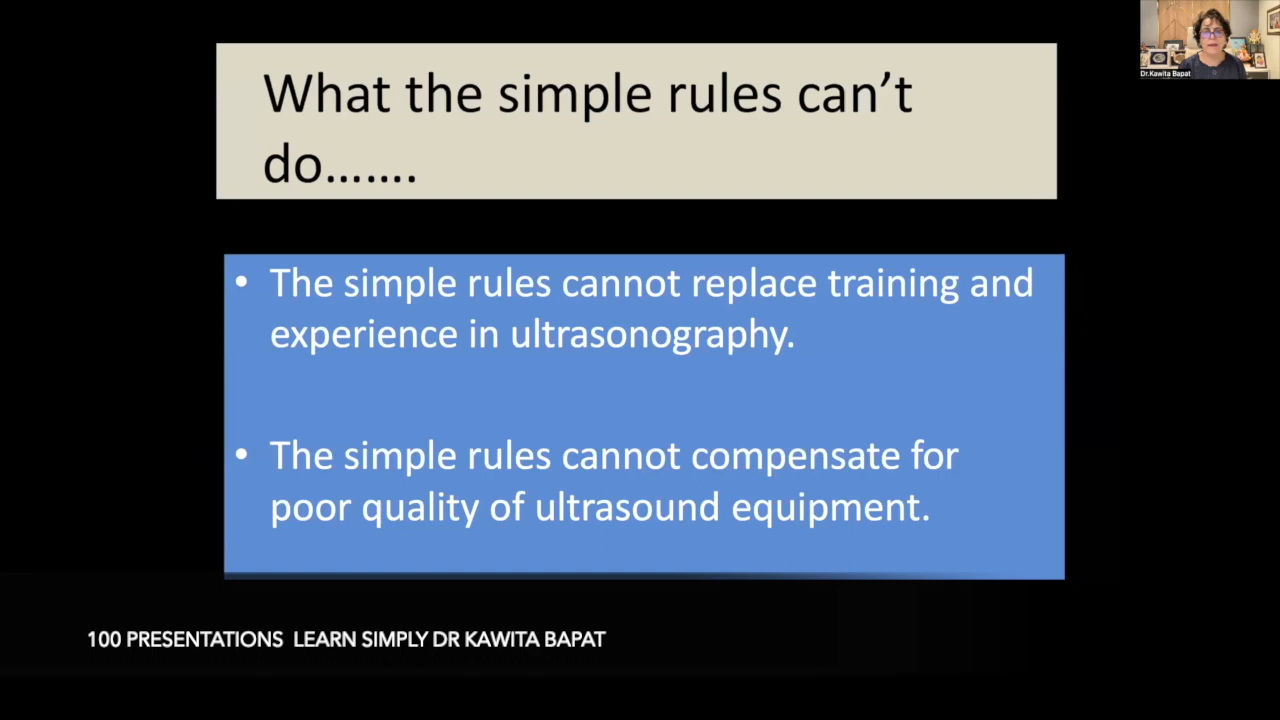 Dr.Kawita Bapat
What the simple rules can’t
do…….
• The simple rules cannot replace training and
experience in ultrasonography.
• The simple rules cannot compensate for
poor quality of ultrasound equipment.
100 PRESENTATIONS LEARN SIMPLY DR KAWITA BAPAT